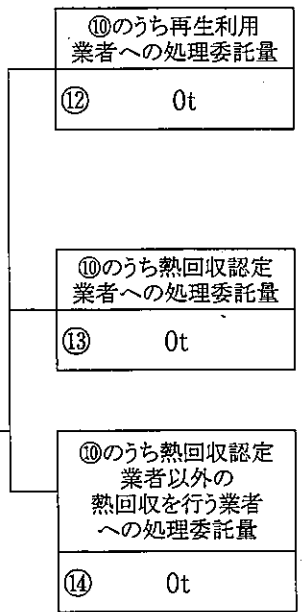 ⑩のうち再生利用
業者への処理委託量
⑫ 0t
⑩のうち熱回収認定
業者への処理委託量
⑬ 0t
⑩のうち熱回収認定
業者以外の
熱回収を行う業者
への処理委託量
⑭ 0t